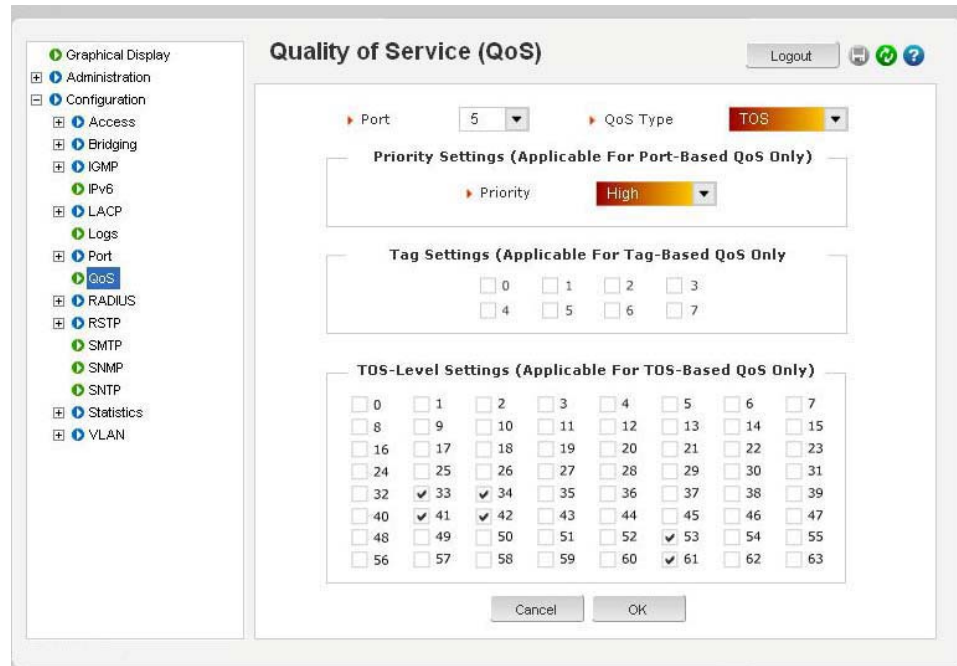 Graphical Display
Administration
Configuration
Access
Bridging
IGMP
IPv6
LACP
Logs
Port
QoS
RADIUS
RSTP
SMTP
SNMP
SNTP
Statistics
VLAN
Quality of Service (QoS)
Logout
Port 5 QoS Type TOS
Priority Settings (Applicable For Port-Based QoS Only)
Priority High
Tag Settings (Applicable For Tag-Based QoS Only
0 1 2 3
4 5 6 7
TOS-Level Settings (Applicable For TOS-Based QoS Only)
0 1 2 3 4 5 6 7
8 9 10 11 12 13 14 15
16 17 18 19 20 21 22 23
24 25 26 27 28 29 30 31
32 33 34 35 36 37 38 39
40 41 42 43 44 45 46 47
48 49 50 51 52 53 54 55
56 57 58 59 60 61 62 63
Cancel OK